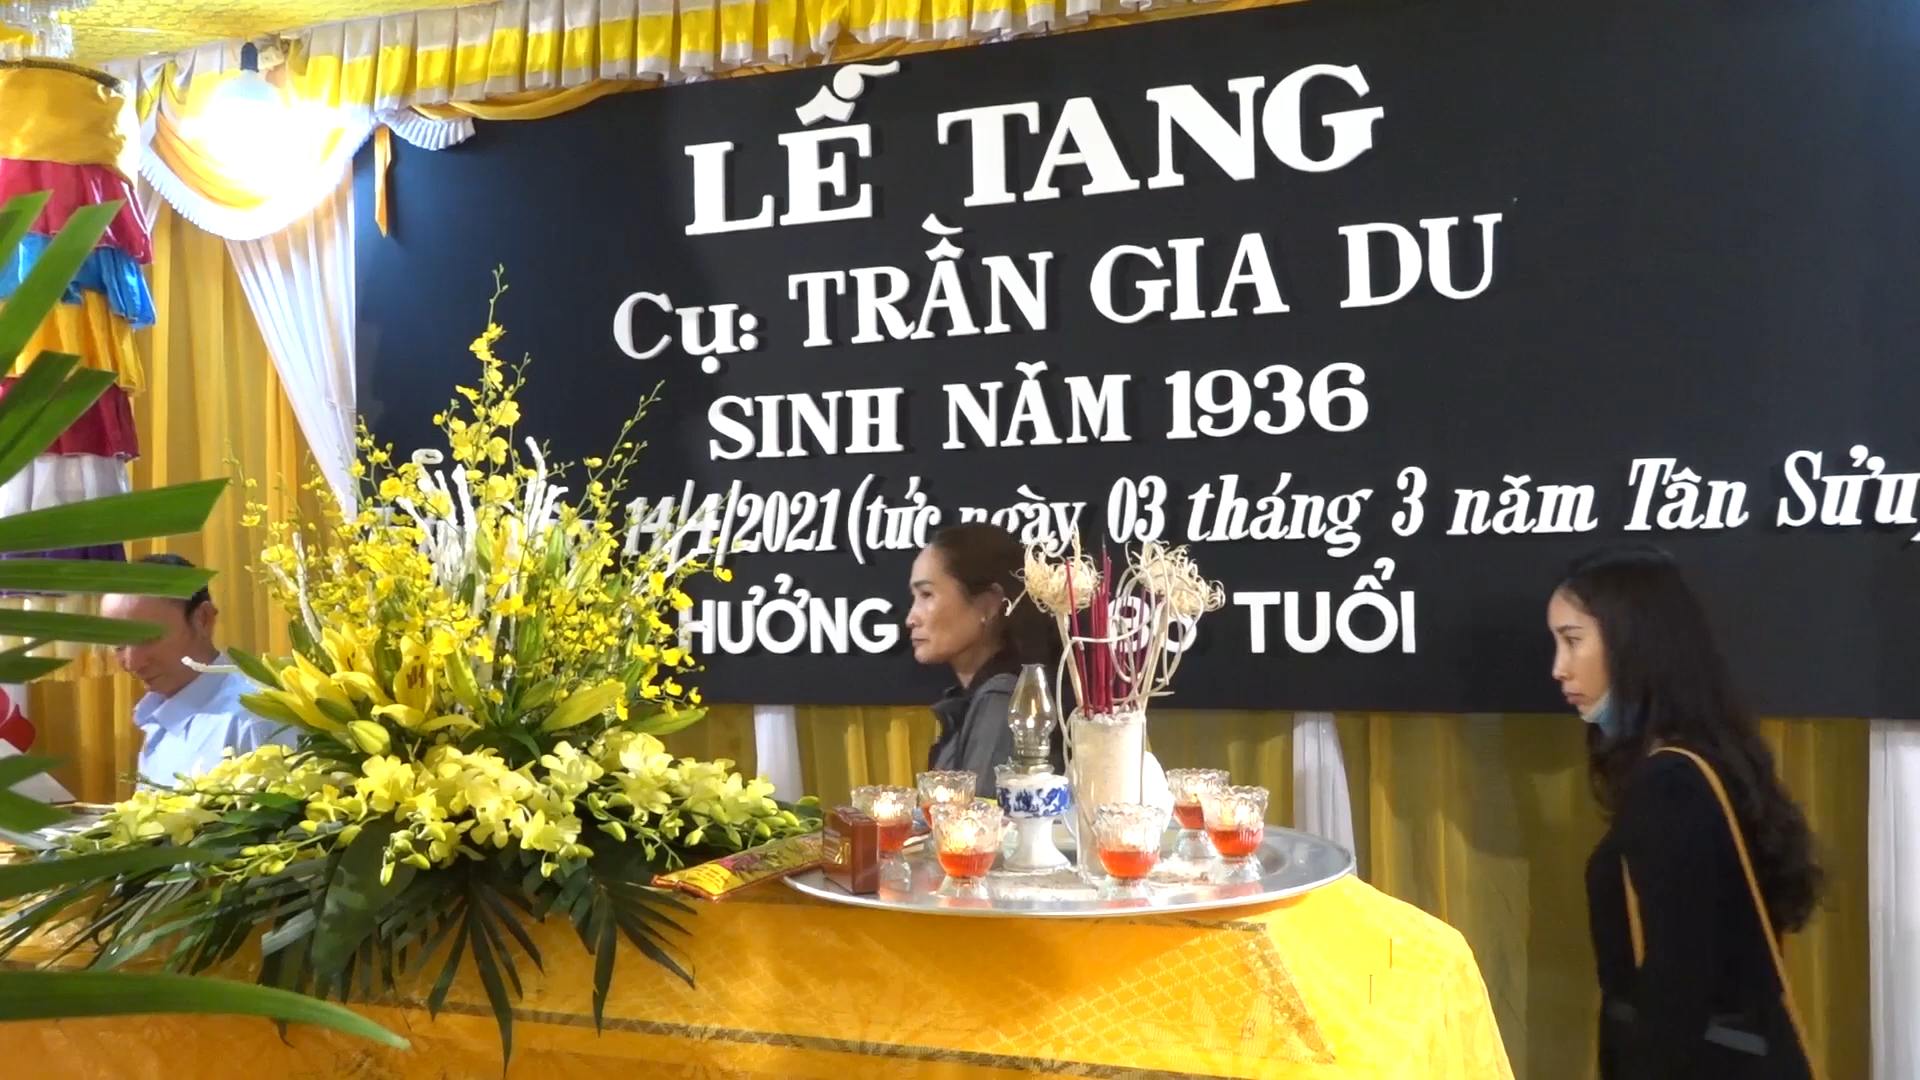 LỄ TANG
Cụ: TRẦN GIA DU
SINH NĂM 1936
14/4/2021 (tức ngày 03 tháng 3 năm Tân Sửu)
HƯỞNG 86 TUỔI